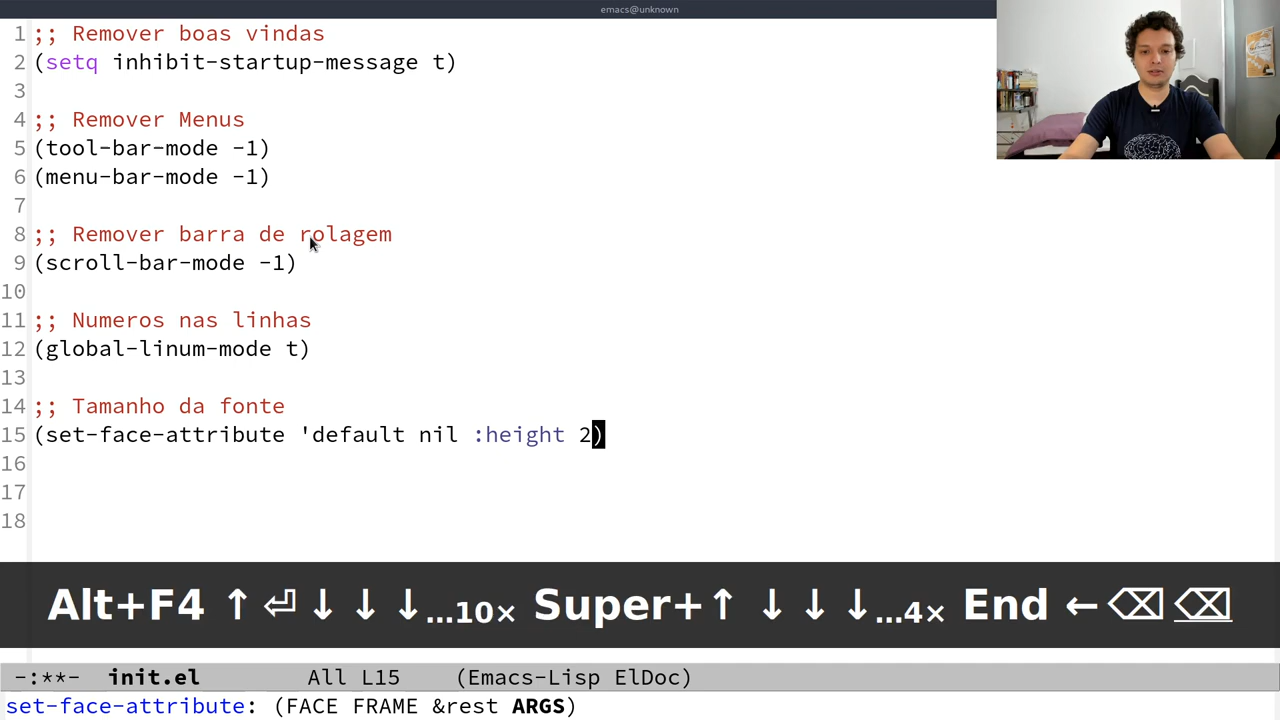 emacs@unknown
1 ;; Remover boas vindas
2 (setq inhibit-startup-message t)
3
4 ;; Remover Menus
5 (tool-bar-mode -1)
6 (menu-bar-mode -1)
7
8 ;; Remover barra de rolagem
9 (scroll-bar-mode -1)
10
11 ;; Numeros nas linhas
12 (global-linum-mode t)
13
14 ;; Tamanho da fonte
15 (set-face-attribute 'default nil :height 2)
16
17
18
Alt+F4 ↑ ⏎ ↓ ↓ ↓...10× Super+↑ ↓ ↓ ↓...4× End ← ⌫ ⌫
-:**- init.el All L15 (Emacs-Lisp ElDoc)
set-face-attribute: (FACE FRAME &rest ARGS)